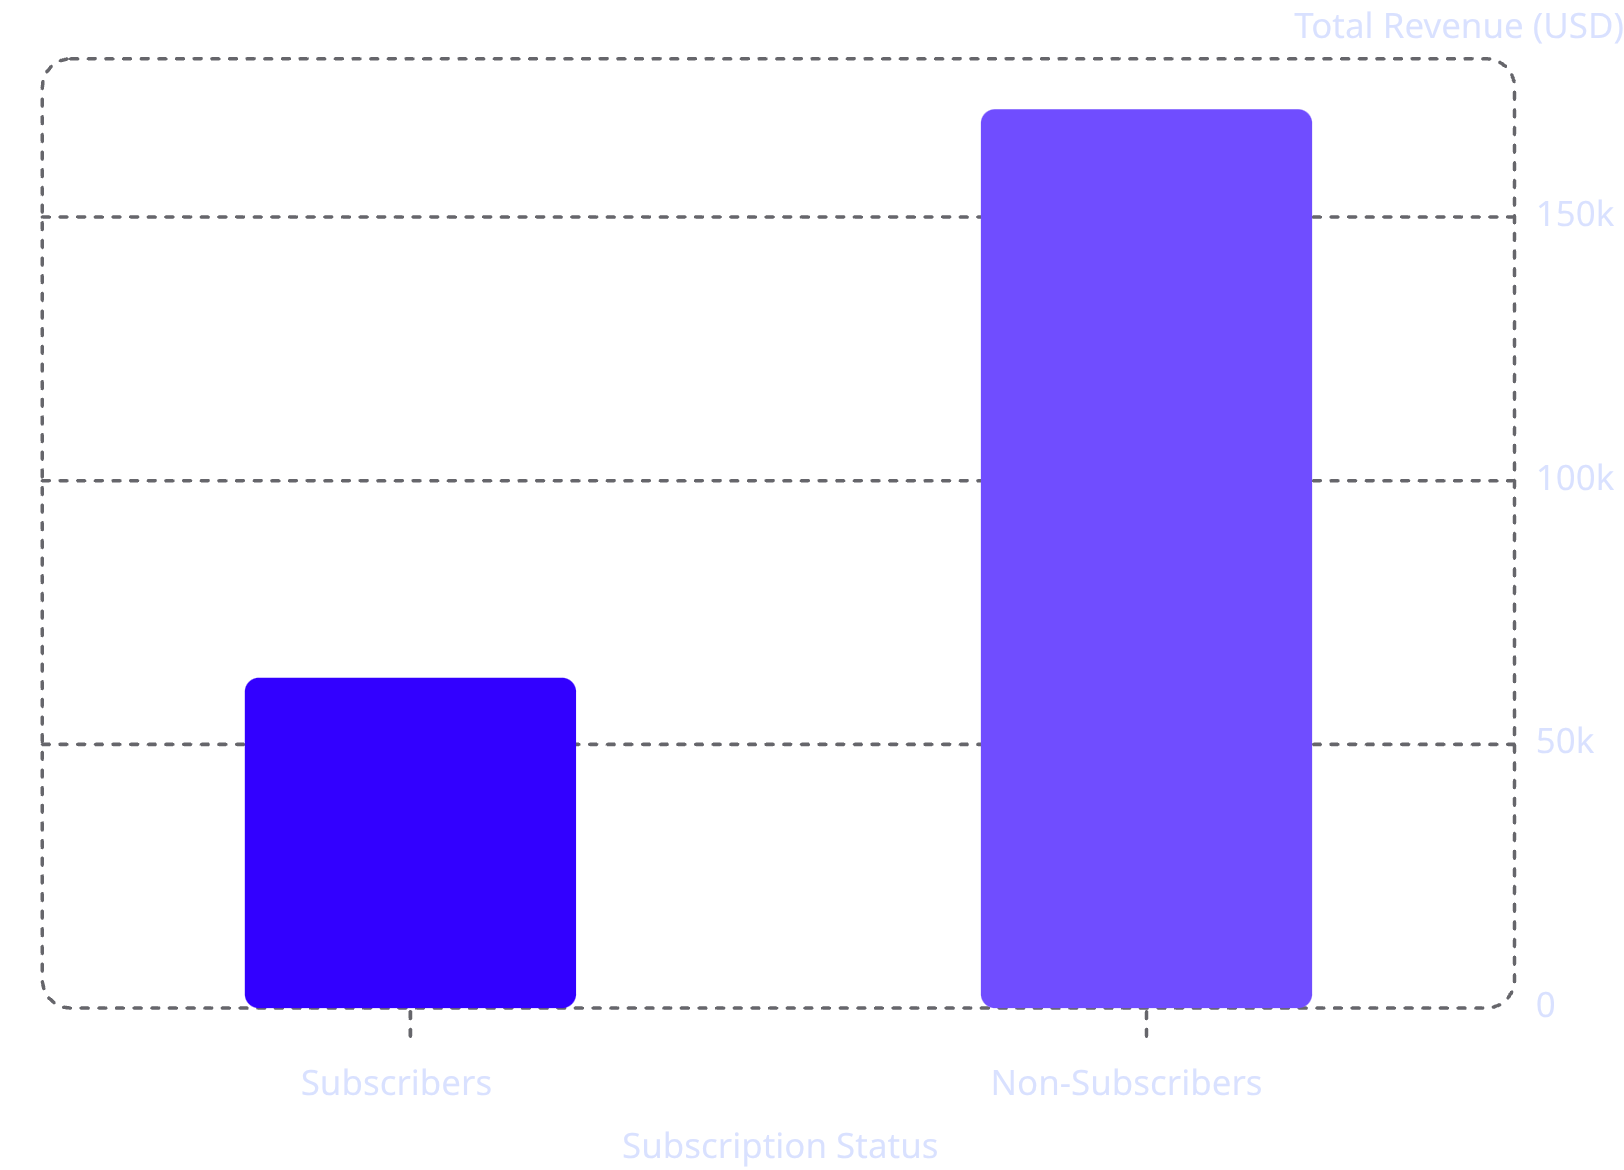 Total Revenue (USD)
150k
100k
50k
0
Subscribers
Non-Subscribers
Subscription Status